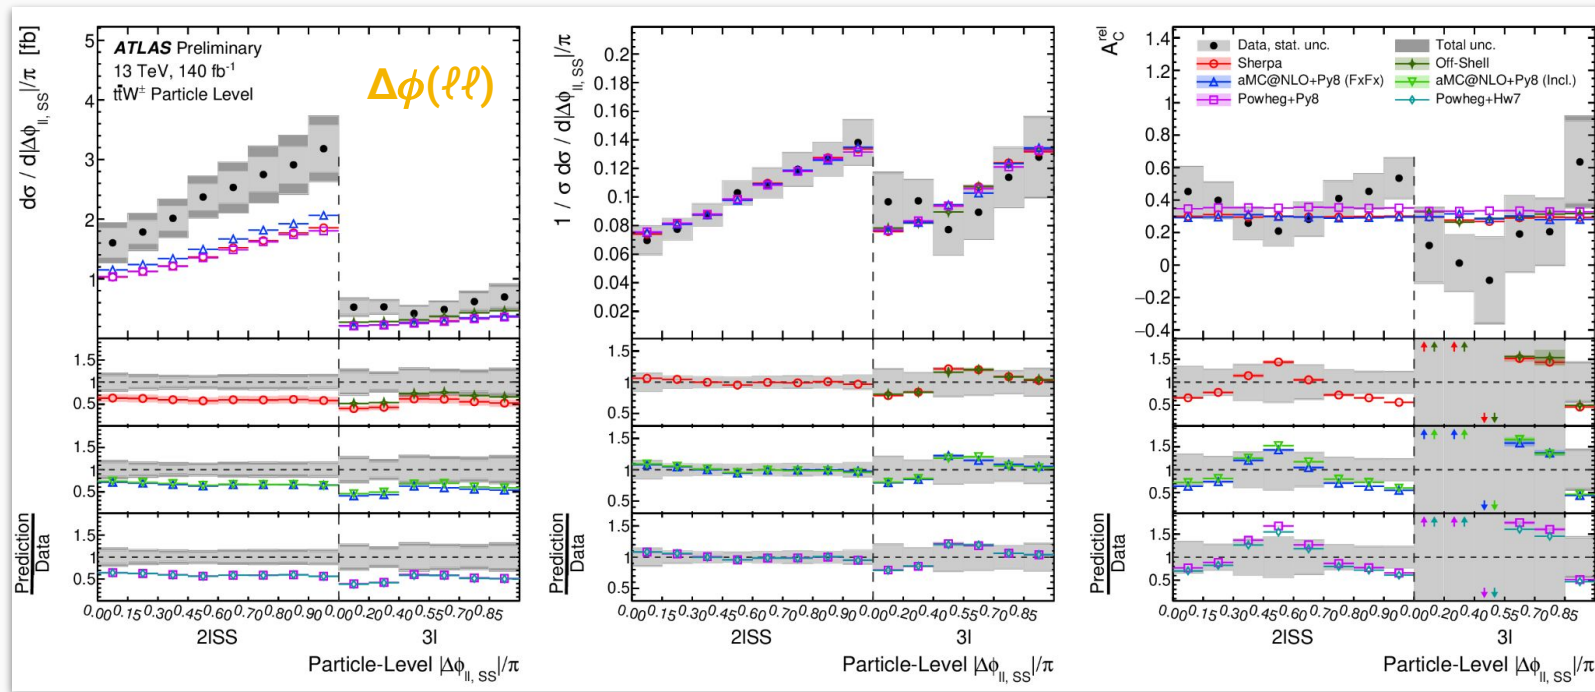 dσ / d|Δϕ_ll, SS|/π [fb]
5
4
3
2
1
ATLAS Preliminary
13 TeV, 140 fb⁻¹
tt̄W± Particle Level
Δϕ(ℓℓ)
1.5
1
0.5
1.5
1
0.5
1.5
1
0.5
Prediction
Data
0.00 0.15 0.30 0.45 0.60 0.70 0.80 0.90 0.00 0.20 0.40 0.55 0.70 0.85
2lSS 3l
Particle-Level |Δϕ_ll, SS|/π
1 / σ dσ / d|Δϕ_ll, SS|/π
0.2
0.18
0.16
0.14
0.12
0.1
0.08
0.06
0.04
0.02
1.5
1
0.5
1.5
1
0.5
1.5
1
0.5
Prediction
Data
0.00 0.15 0.30 0.45 0.60 0.70 0.80 0.90 0.00 0.20 0.40 0.55 0.70 0.85
2lSS 3l
Particle-Level |Δϕ_ll, SS|/π
A_C^rel
1.4
1.2
1
0.8
0.6
0.4
0.2
0
−0.2
−0.4
Data, stat. unc. Total unc.
Sherpa Off-Shell
aMC@NLO+Py8 (FxFx) aMC@NLO+Py8 (Incl.)
Powheg+Py8 Powheg+Hw7
1.5
1
0.5
1.5
1
0.5
1.5
1
0.5
Prediction
Data
0.00 0.15 0.30 0.45 0.60 0.70 0.80 0.90 0.00 0.20 0.40 0.55 0.70 0.85
2lSS 3l
Particle-Level |Δϕ_ll, SS|/π